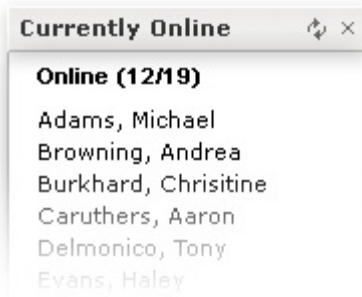 Currently Online
Online (12/19)
Adams, Michael
Browning, Andrea
Burkhard, Chrisitine
Caruthers, Aaron
Delmonico, Tony
Evans, Haley